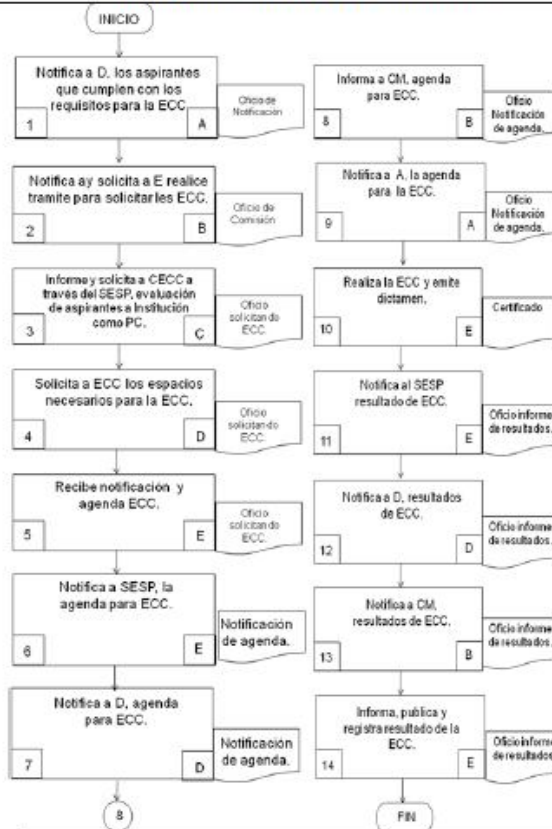 INICIO
Notifica a D, los aspirantes
que cumplen con los
requisitos para la ECC.
1
A
Oficio de
Notificación
Notifica ay solicita a E realice
tramite para solicitarles ECC.
2
B
Oficio de
Comisión
Informe y solicita a CECC a
través del SESP, evaluación
de aspirantes a Institución
como PC.
3
C
Oficio
solicitando
ECC.
Solicita a ECC los espacios
necesarios para la ECC.
4
D
Oficio
solicitando
ECC.
Recibe notificación y
agenda ECC.
5
E
Oficio
solicitando
ECC.
Notifica a SESP, la
agenda para ECC.
6
E
Notificación
de agenda.
Notifica a D, agenda
para ECC.
7
D
Notificación
de agenda.
8
Informa a CM, agenda
para ECC.
8
B
Oficio
Notificación
de agenda.
Notifica a A, la agenda
para la ECC.
9
A
Oficio
Notificación
de agenda.
Realiza la ECC y emite
dictamen.
10
E
Certificado
Notifica al SESP
resultado de ECC.
11
E
Oficio informe
de resultados.
Notifica a D, resultados
de ECC.
12
D
Oficio informe
de resultados.
Notifica a CM,
resultados de ECC.
13
B
Oficio informe
de resultados.
Informa, publica y
registra resultado de la
ECC.
14
E
Oficio informe
de resultados
FIN